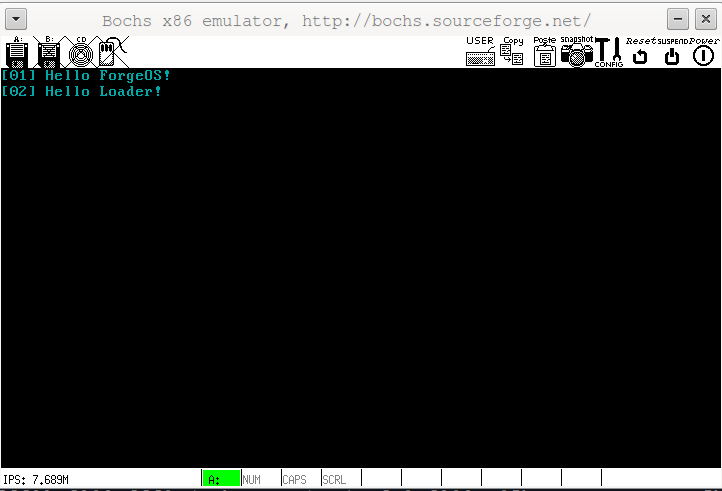 Bochs x86 emulator, http://bochs.sourceforge.net/
A: B: CD USER Copy Paste snapshot CONFIG Reset SUSPEND Power
[01] Hello ForgeOS!
[02] Hello Loader!
IPS: 7.689M A: NUM CAPS SCRL